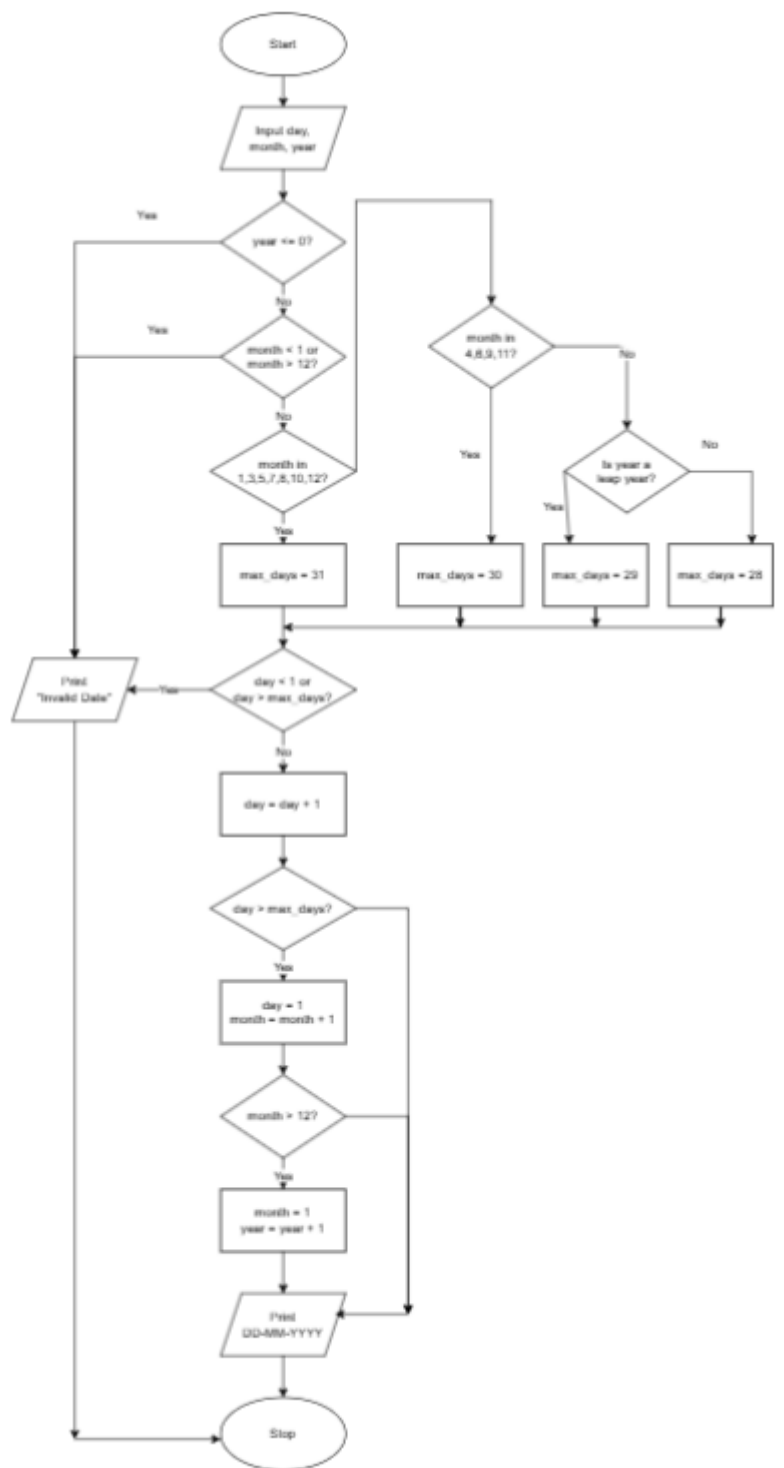 Start
Input day,
month, year
Yes
year <= 0?
No
Yes
month < 1 or
month > 12?
No
month in
1,3,5,7,8,10,12?
Yes
max_days = 31
month in
4,6,9,11?
Yes
No
Is year a
leap year?
Yes
No
max_days = 30
max_days = 29
max_days = 28
day < 1 or
day > max_days?
Yes
Print
"Invalid Date"
No
day = day + 1
day > max_days?
Yes
day = 1
month = month + 1
month > 12?
Yes
month = 1
year = year + 1
Print
DD-MM-YYYY
Stop